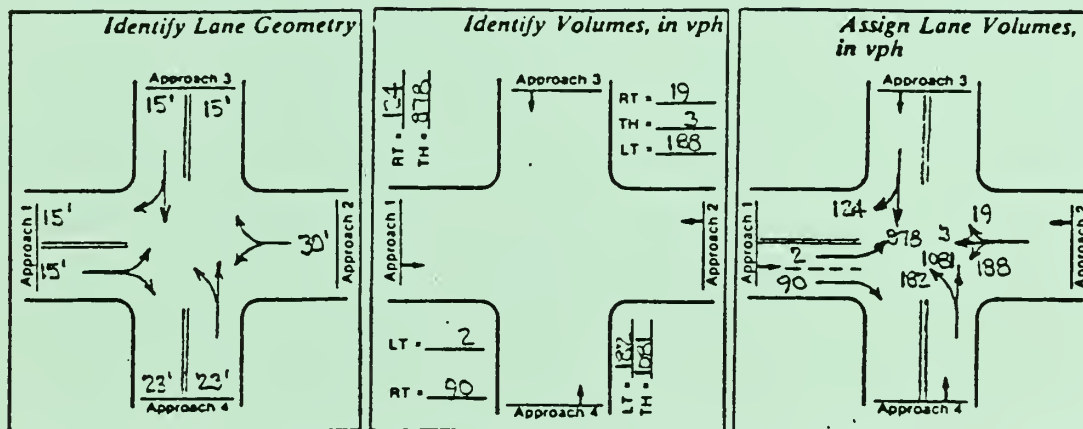 Identify Lane Geometry
Approach 3
15' 15'
Approach 1
15'
15'
30'
Approach 2
23' 23'
Approach 4
Identify Volumes, in vph
Approach 3
RT = 124
TH = 878
RT = 19
TH = 3
LT = 188
Approach 1
Approach 2
LT = 2
RT = 90
LT = 182
TH = 1081
Approach 4
Assign Lane Volumes,
in vph
Approach 3
124
878
3
19
Approach 1
2
90
1081
182
188
Approach 2
Approach 4